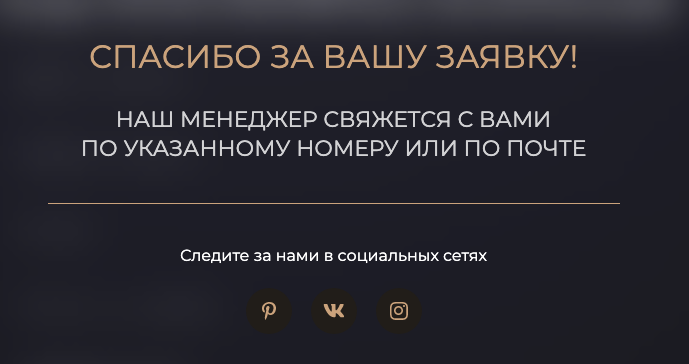 СПАСИБО ЗА ВАШУ ЗАЯВКУ!
НАШ МЕНЕДЖЕР СВЯЖЕТСЯ С ВАМИ
ПО УКАЗАННОМУ НОМЕРУ ИЛИ ПО ПОЧТЕ
Следите за нами в социальных сетях